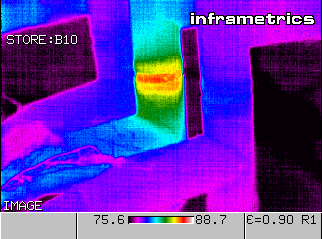 inframetrics
STORE:B10
IMAGE
75.6 88.7 Є=0.90 R1